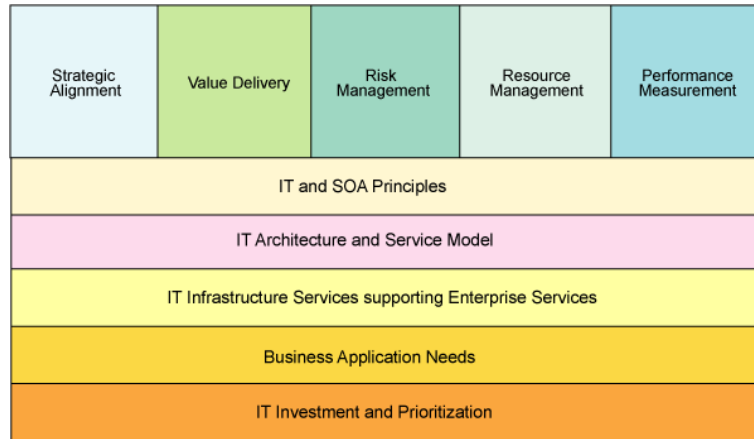 Strategic
Alignment
Value Delivery
Risk
Management
Resource
Management
Performance
Measurement
IT and SOA Principles
IT Architecture and Service Model
IT Infrastructure Services supporting Enterprise Services
Business Application Needs
IT Investment and Prioritization